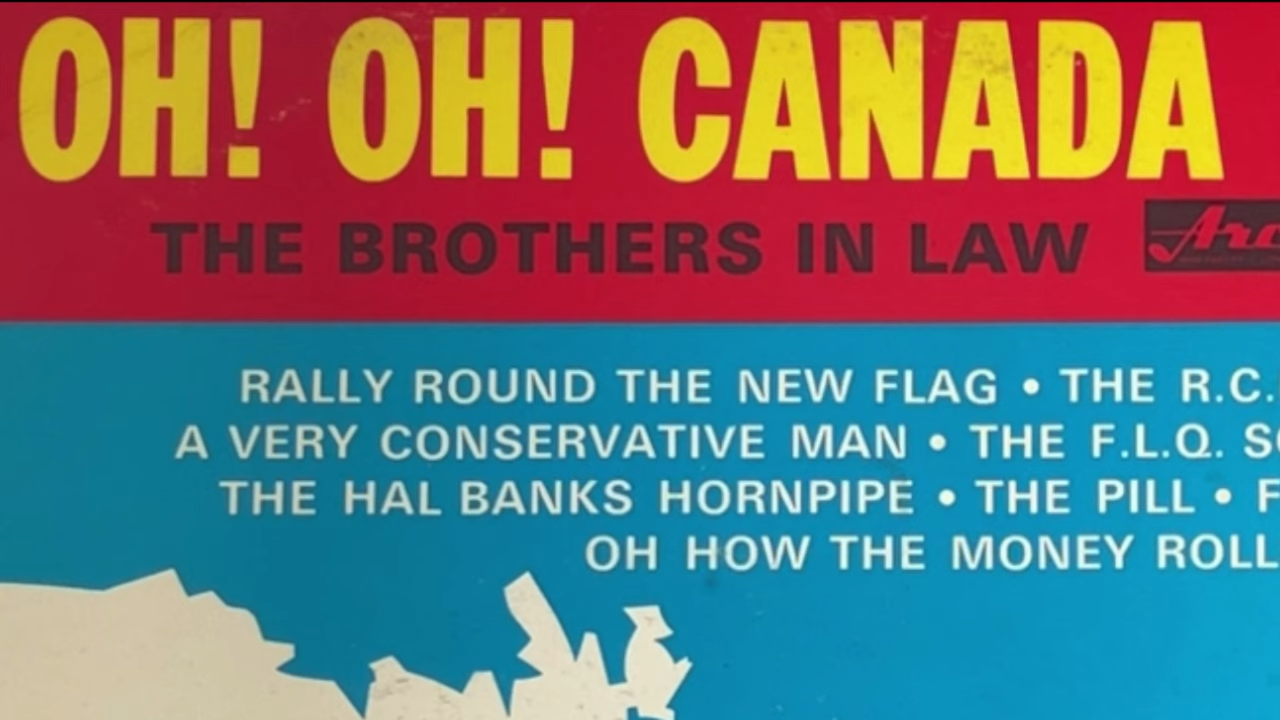 OH! OH! CANADA
THE BROTHERS IN LAW
Arc
RALLY ROUND THE NEW FLAG • THE R.C.
A VERY CONSERVATIVE MAN • THE F.L.Q. S
THE HAL BANKS HORNPIPE • THE PILL • F
OH HOW THE MONEY ROLL